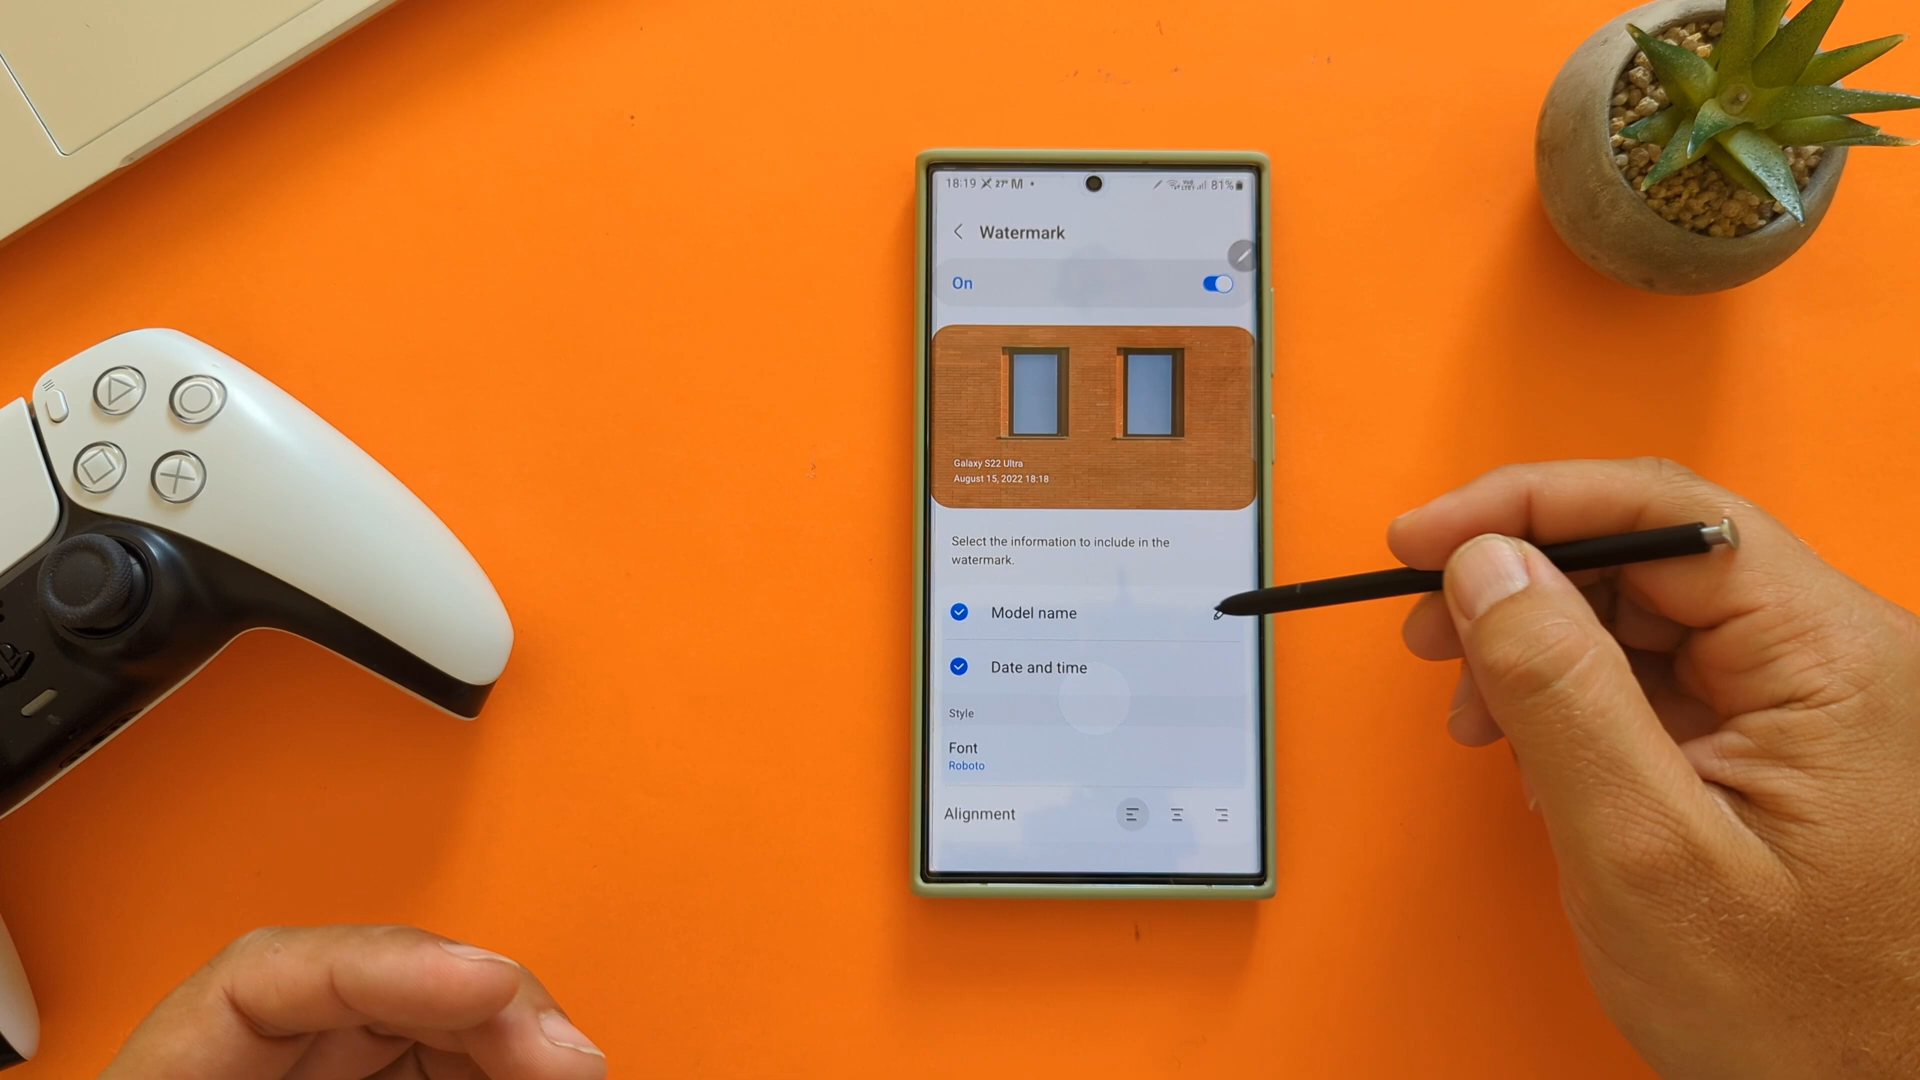 18:19 27° M 81%
Watermark
On
Galaxy S22 Ultra
August 15, 2022 18:18
Select the information to include in the
watermark.
Model name
Date and time
Style
Font
Roboto
Alignment